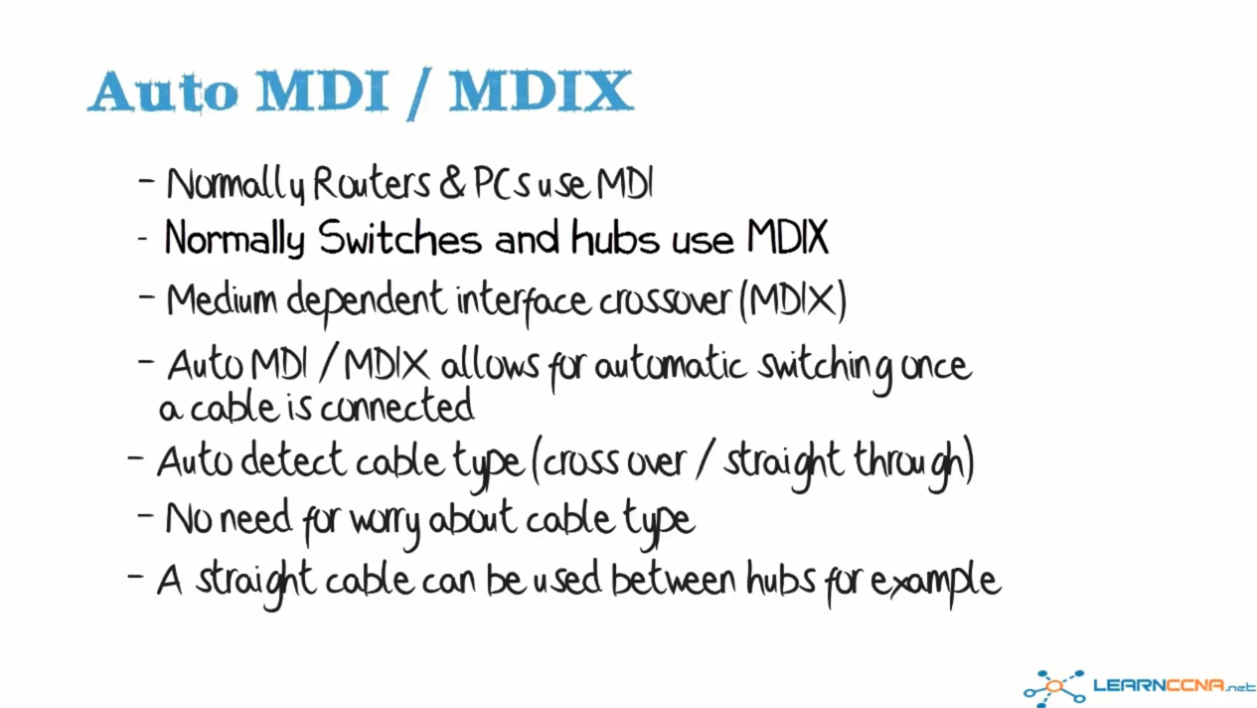 Auto MDI / MDIX
- Normally Routers & PCs use MDI
- Normally Switches and hubs use MDIX
- Medium dependent interface crossover (MDIX)
- Auto MDI / MDIX allows for automatic switching once
a cable is connected
- Auto detect cable type (cross over / straight through)
- No need for worry about cable type
- A straight cable can be used between hubs for example
LEARNCCNA.net